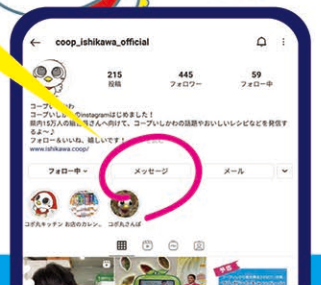 coop_ishikawa_official
215
445
59
投稿
フォロワー
フォロー中
コープいしかわ
コープいしかわのInstagramはじめました！
県内15万人の組合員さんへ向けて、コープいしかわの話題やおいしいレシピなどを発信す
るよ〜♪
フォロー&いいね、嬉しいです！
www.ishikawa.coop/
フォロー中
メッセージ
メール
コポ丸キッチン
お店のカレン...
コポ丸さんぽ